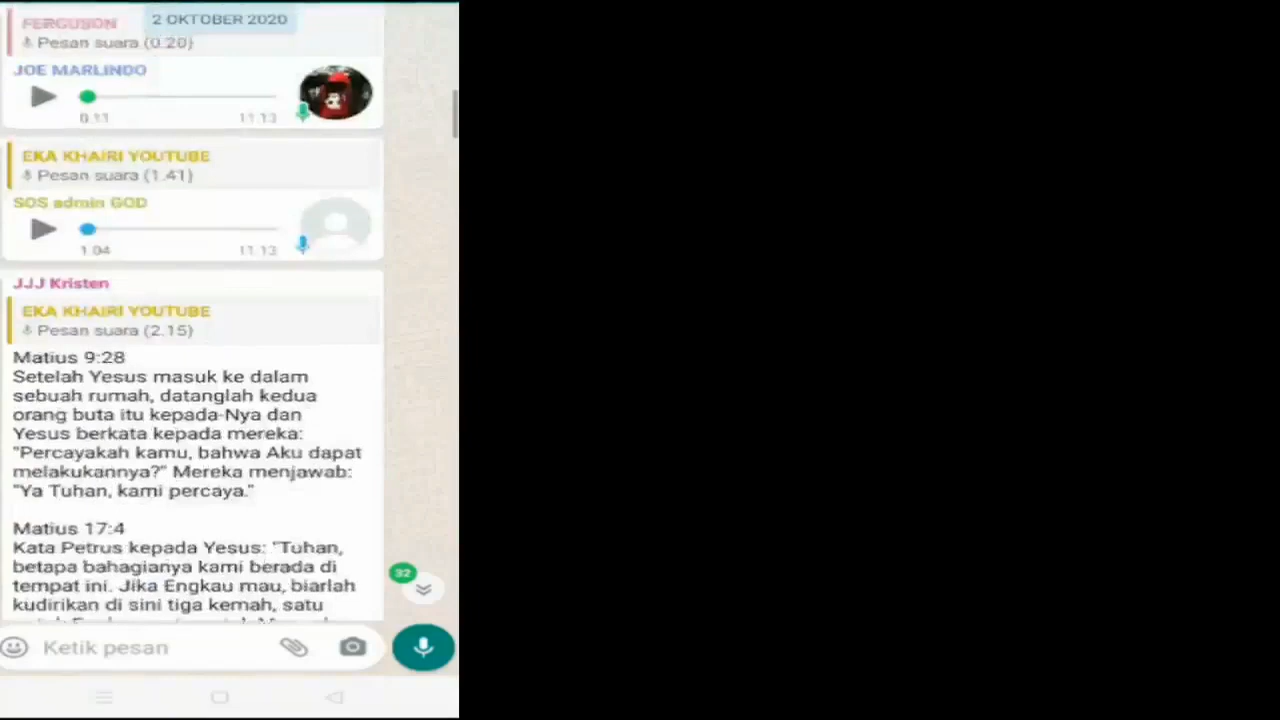 FERGUSON
2 OKTOBER 2020
Pesan suara (0.20)
JOE MARLINDO
0.11 11.13
EKA KHAIRI YOUTUBE
Pesan suara (1.41)
SOS admin GOD
1.04 11.13
JJJ Kristen
EKA KHAIRI YOUTUBE
Pesan suara (2.15)
Matius 9:28
Setelah Yesus masuk ke dalam
sebuah rumah, datanglah kedua
orang buta itu kepada-Nya dan
Yesus berkata kepada mereka:
"Percayakah kamu, bahwa Aku dapat
melakukannya?" Mereka menjawab:
"Ya Tuhan, kami percaya."
Matius 17:4
Kata Petrus kepada Yesus: "Tuhan,
betapa bahagianya kami berada di
tempat ini. Jika Engkau mau, biarlah
kudirikan di sini tiga kemah, satu
32
Ketik pesan